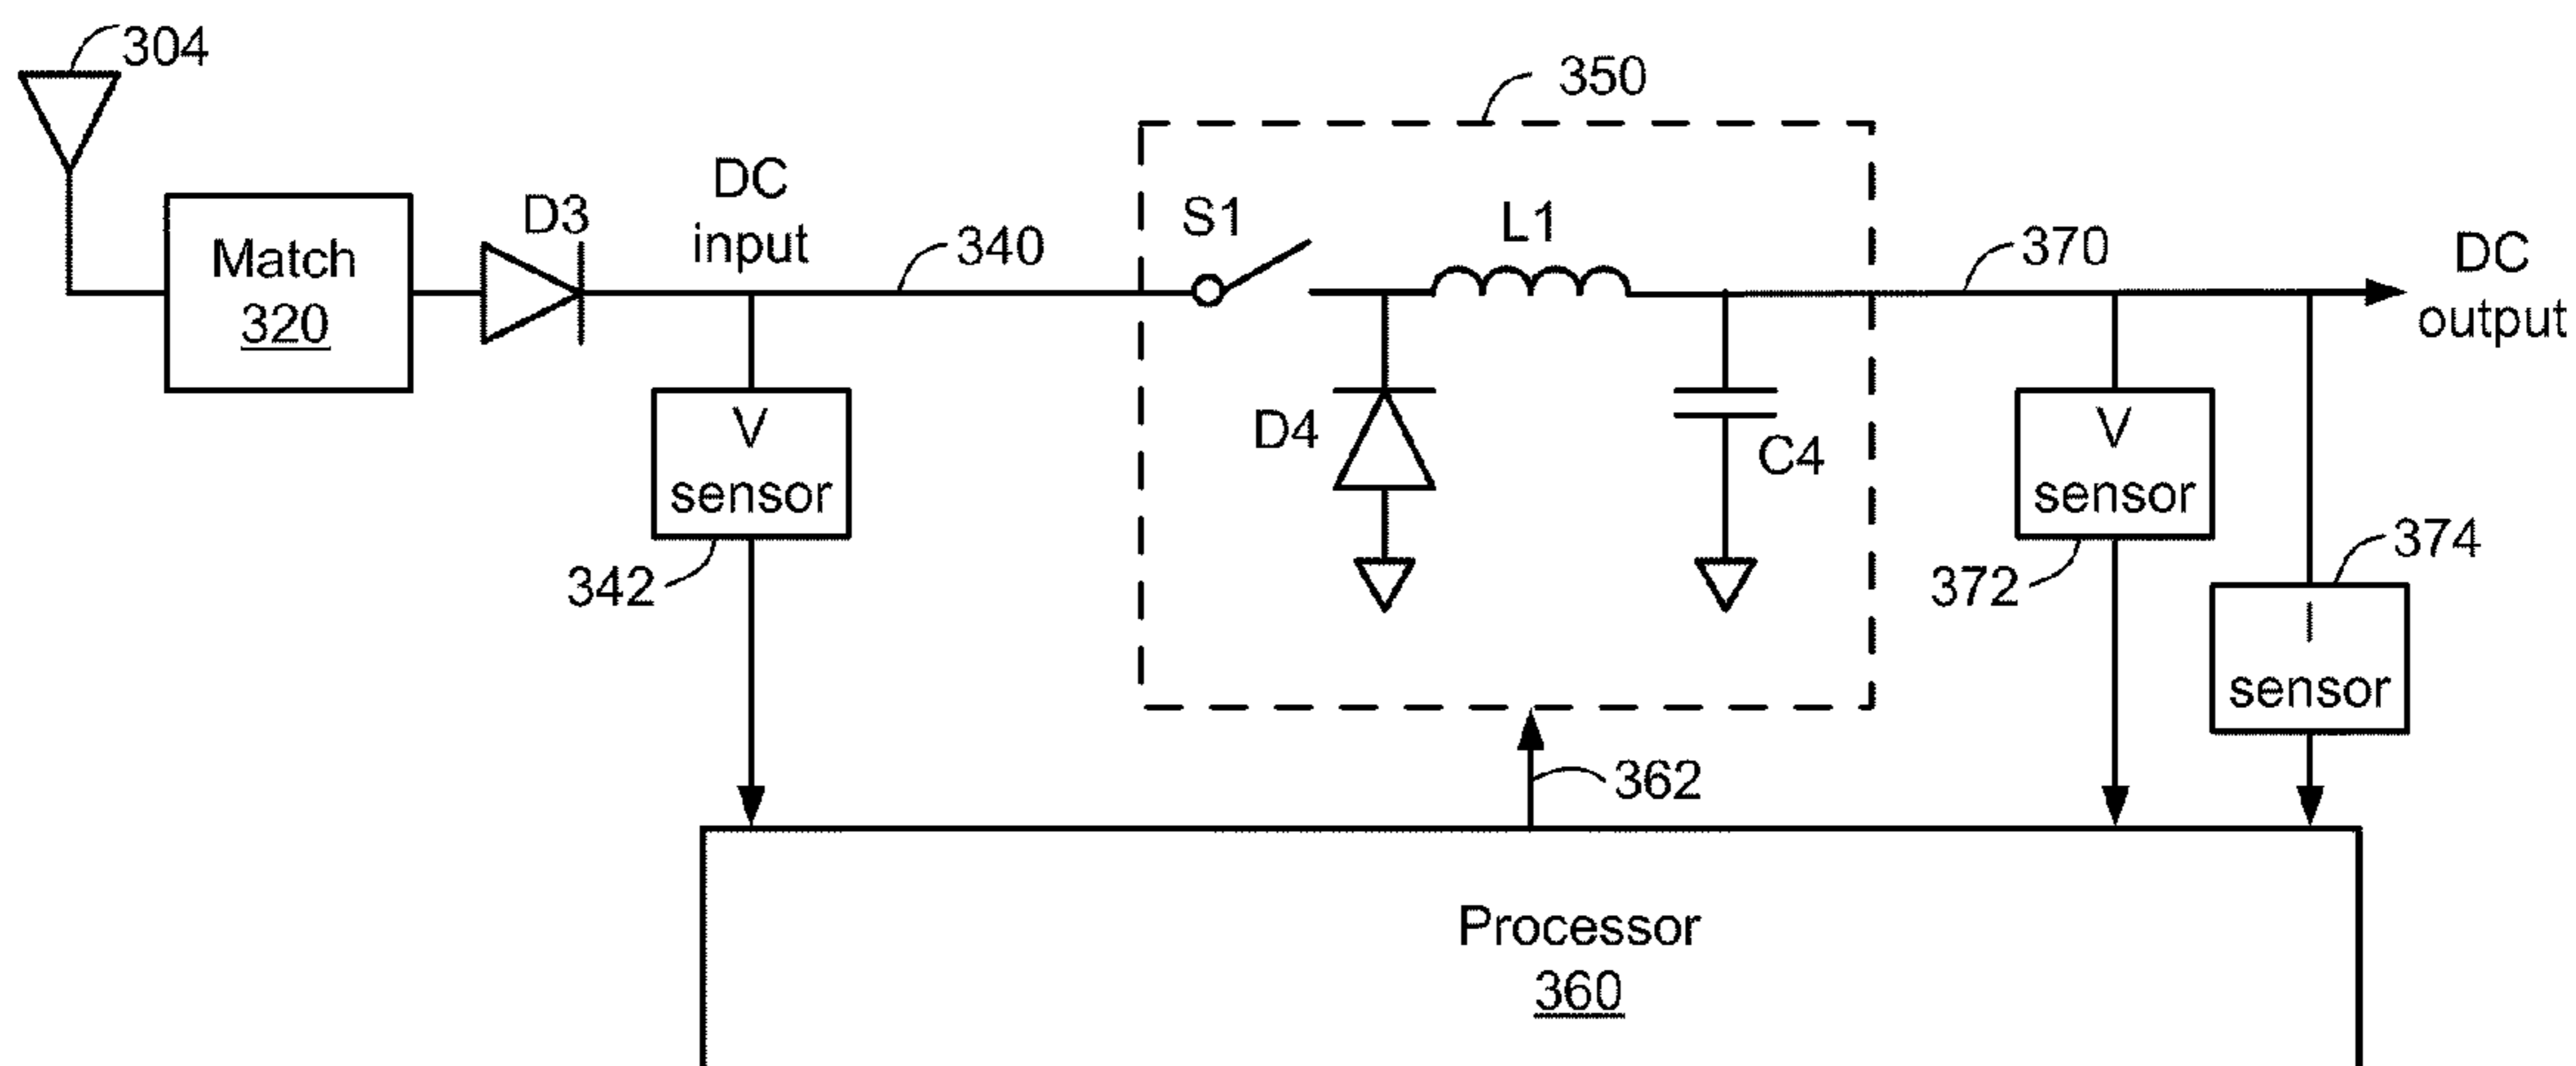 304
350
DC
input
D3
S1
L1
340
370
DC
output
Match
320
V
sensor
342
D4
C4
V
sensor
372
374
I
sensor
362
Processor
360